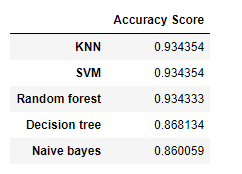 Accuracy Score
KNN 0.934354
SVM 0.934354
Random forest 0.934333
Decision tree 0.868134
Naive bayes 0.860059